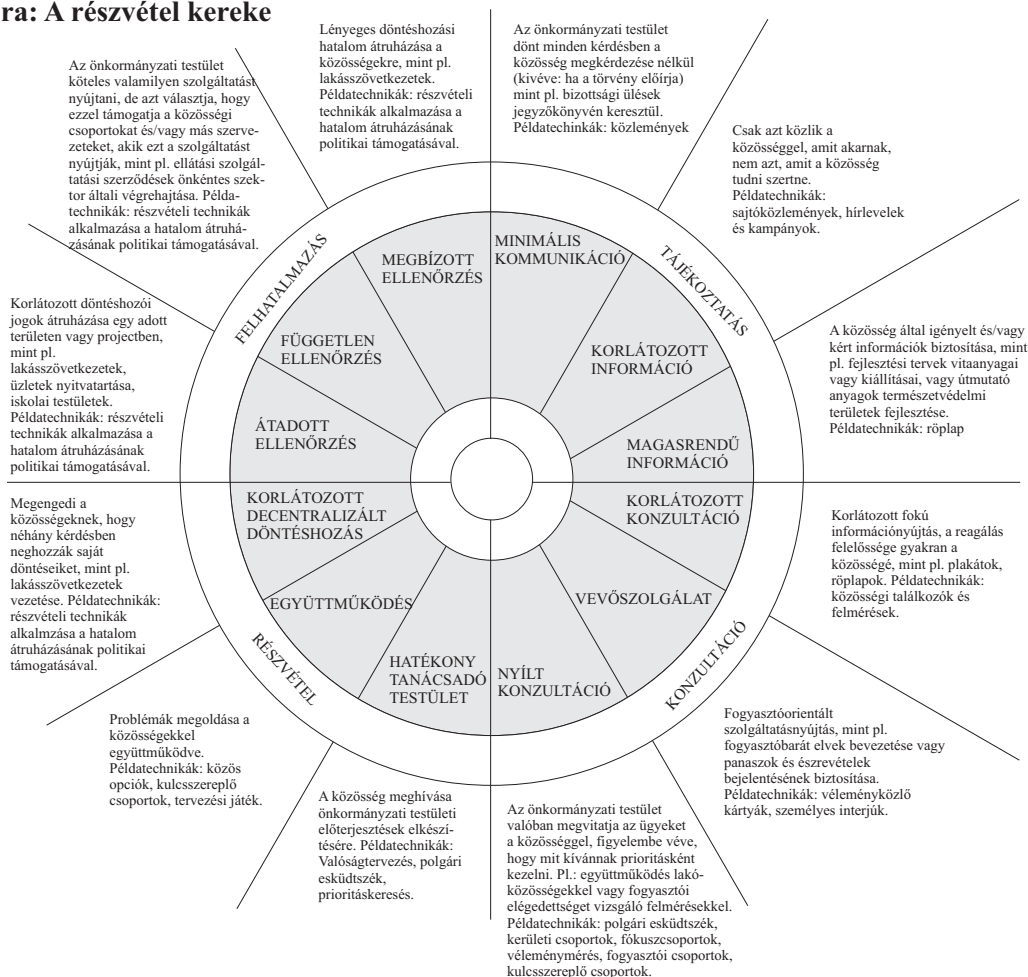 ra: A részvétel kereke
Lényeges döntéshozási
hatalom átruházása a
közösségekre, mint pl.
lakásszövetkezetek.
Példatechnikák: részvételi
technikák alkalmazása a
hatalom átruházásának
politikai támogatásával.
Az önkormányzati testület
dönt minden kérdésben a
közösség megkérdezése nélkül
(kivéve: ha a törvény előírja)
mint pl. bizottsági ülések
jegyzőkönyvén keresztül.
Példatechinkák: közlemények
Az önkormányzati testület
köteles valamilyen szolgáltatást
nyújtani, de azt választja, hogy
ezzel támogatja a közösségi
csoportokat és/vagy más szerve-
zeteket, akik ezt a szolgáltatást
nyújtják, mint pl. ellátási szolgál-
tatási szerződések önkéntes szek-
tor általi végrehajtása. Példa-
technikák: részvételi technikák
alkalmazása a hatalom átruhá-
zásának politikai támogatásával.
Csak azt közlik a
közösséggel, amit akarnak,
nem azt, amit a közösség
tudni szertne.
Példatechnikák:
sajtóközlemények, hírlevelek
és kampányok.
Korlátozott döntéshozói
jogok átruházása egy adott
területen vagy projectben,
mint pl.
lakásszövetkezetek,
üzletek nyitvatartása,
iskolai testületek.
Példatechnikák: részvételi
technikák alkalmazása a
hatalom átruházásának
politikai támogatásával.
A közösség által igényelt és/vagy
kért információk biztosítása, mint
pl. fejlesztési tervek vitaanyagai
vagy kiállításai, vagy útmutató
anyagok természetvédelmi
területek fejlesztése.
Példatechnikák: röplap
FELHATALMAZÁS
TÁJÉKOZTATÁS
MEGBÍZOTT
ELLENŐRZÉS
MINIMÁLIS
KOMMUNIKÁCIÓ
FÜGGETLEN
ELLENŐRZÉS
KORLÁTOZOTT
INFORMÁCIÓ
ÁTADOTT
ELLENŐRZÉS
MAGASRENDŰ
INFORMÁCIÓ
KORLÁTOZOTT
DECENTRALIZÁLT
DÖNTÉSHOZÁS
KORLÁTOZOTT
KONZULTÁCIÓ
EGYÜTTMŰKÖDÉS
VEVŐSZOLGÁLAT
HATÉKONY
TANÁCSADÓ
TESTÜLET
NYÍLT
KONZULTÁCIÓ
RÉSZVÉTEL
KONZULTÁCIÓ
Megengedi a
közösségeknek, hogy
néhány kérdésben
neghozzák saját
döntéseiket, mint pl.
lakásszövetkezetek
vezetése. Példatechnikák:
részvételi technikák
alkalmzása a hatalom
átruházásának politikai
támogatásával.
Korlátozott fokú
információnyújtás, a reagálás
felelőssége gyakran a
közösségé, mint pl. plakátok,
röplapok. Példatechnikák:
közösségi találkozók és
felmérések.
Problémák megoldása a
közösségekkel
együttműködve.
Példatechnikák: közös
opciók, kulcsszereplő
csoportok, tervezési játék.
Fogyasztóorientált
szolgáltatásnyújtás, mint pl.
fogyasztóbarát elvek bevezetése vagy
panaszok és észrevételek
bejelentésének biztosítása.
Példatechnikák: véleményközlő
kártyák, személyes interjúk.
A közösség meghívása
önkormányzati testületi
előterjesztések elkészí-
tésére. Példatechnikák:
Valóságtervezés, polgári
esküdtszék,
prioritáskeresés.
Az önkormányzati testület
valóban megvitatja az ügyeket
a közösséggel, figyelembe véve,
hogy mit kívánnak prioritásként
kezelni. Pl.: együttműködés lakó-
közösségekkel vagy fogyasztói
elégedettséget vizsgáló felmérésekkel.
Példatechnikák: polgári esküdtszék,
kerületi csoportok, fókuszcsoportok,
véleménymérés, fogyasztói csoportok,
kulcsszereplő csoportok.